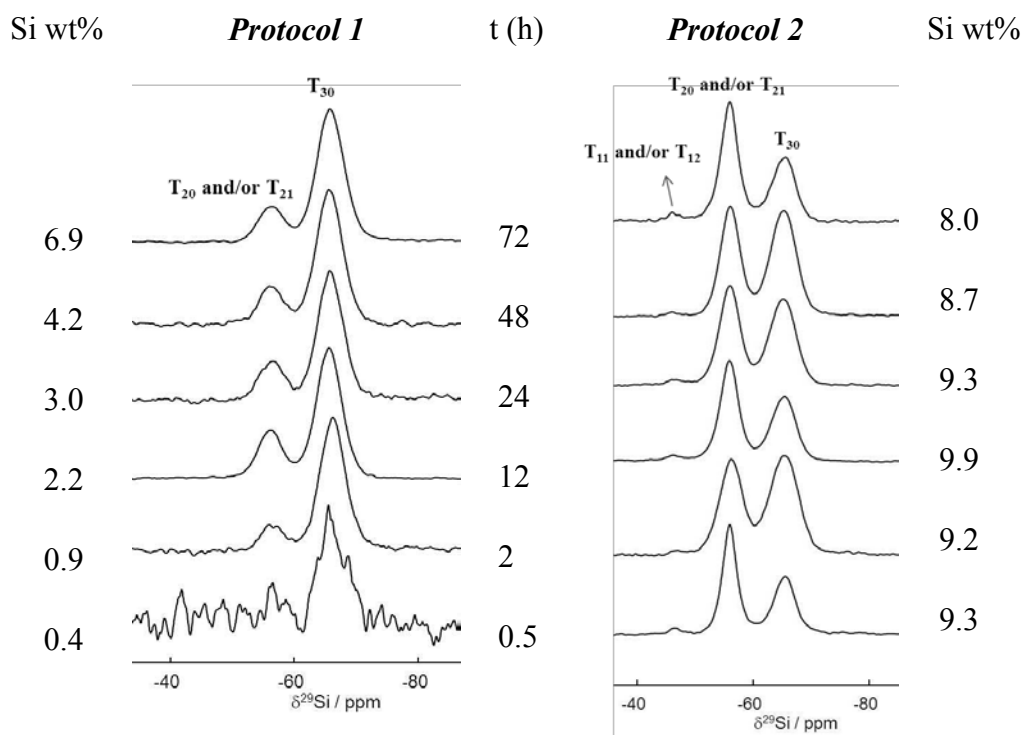 Si wt% Protocol 1 t (h) Protocol 2 Si wt%
T₂₀ and/or T₂₁
T₃₀
T₃₀
T₁₁ and/or T₁₂
T₂₀ and/or T₂₁
6.9 72 8.0
4.2 48 8.7
3.0 24 9.3
2.2 12 9.9
0.9 2 9.2
0.4 0.5 9.3
-40 -60 -80
δ²⁹Si / ppm
-40 -60 -80
δ²⁹Si / ppm